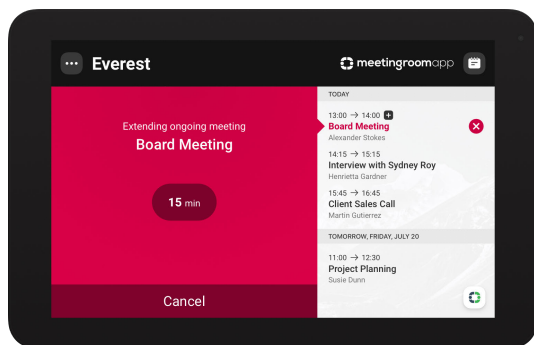 Everest
meetingroomapp
Extending ongoing meeting
Board Meeting
15 min
Cancel
TODAY
13:00 → 14:00
Board Meeting
Alexander Stokes
14:15 → 15:15
Interview with Sydney Roy
Henrietta Gardner
15:45 → 16:45
Client Sales Call
Martin Gutierrez
TOMORROW, FRIDAY, JULY 20
11:00 → 12:30
Project Planning
Susie Dunn